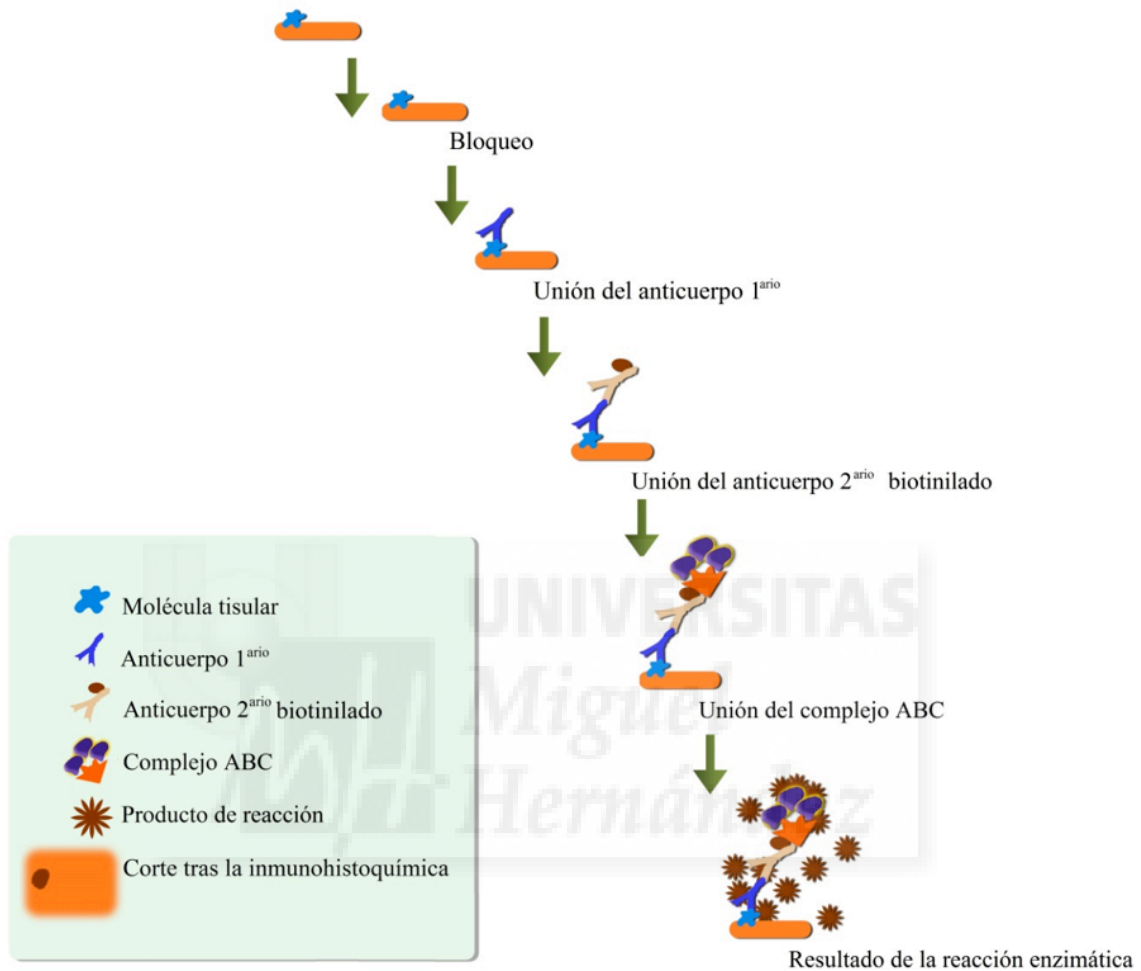 Bloqueo
Unión del anticuerpo 1ario
Unión del anticuerpo 2ario biotinilado
Unión del complejo ABC
Resultado de la reacción enzimática
Molécula tisular
Anticuerpo 1ario
Anticuerpo 2ario biotinilado
Complejo ABC
Producto de reacción
Corte tras la inmunohistoquímica
UNIVERSITAS
Miguel
Hernández